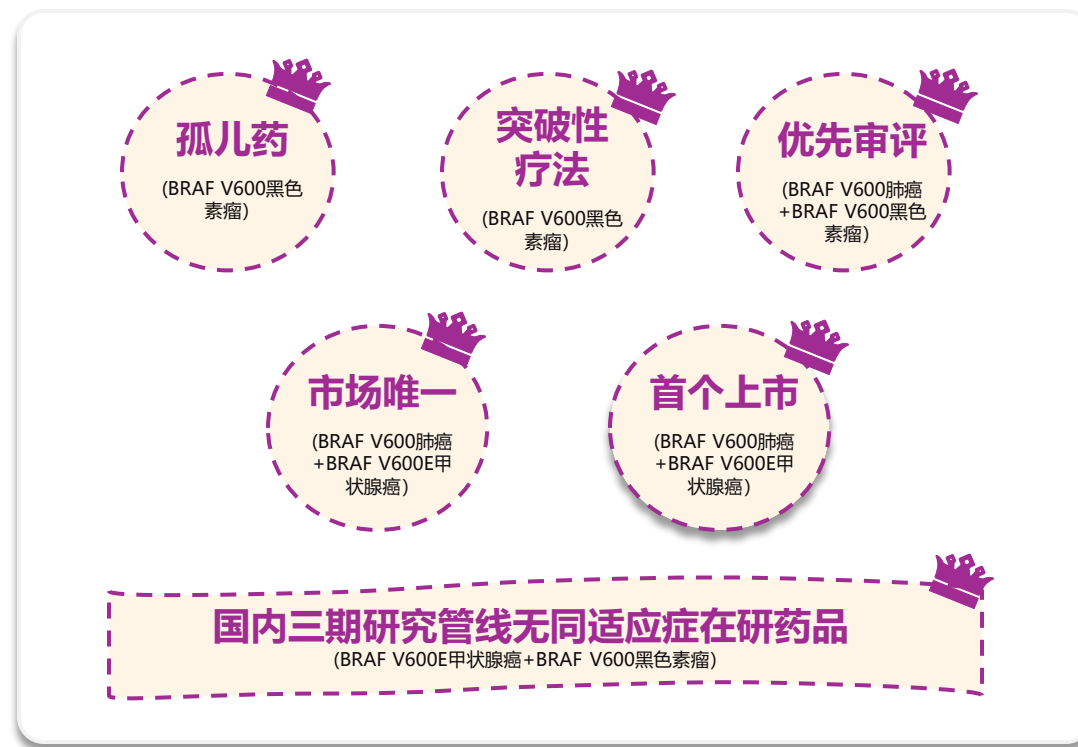 孤儿药
(BRAF V600黑色
素瘤）
突破性
疗法
(BRAF V600黑色
素瘤）
优先审评
(BRAF V600肺癌
+BRAF V600黑色
素瘤）
市场唯一
(BRAF V600肺癌
+BRAF V600E甲
状腺癌）
首个上市
(BRAF V600肺癌
+BRAF V600E甲
状腺癌）
国内三期研究管线无同适应症在研药品
(BRAF V600E甲状腺癌+BRAF V600黑色素瘤)